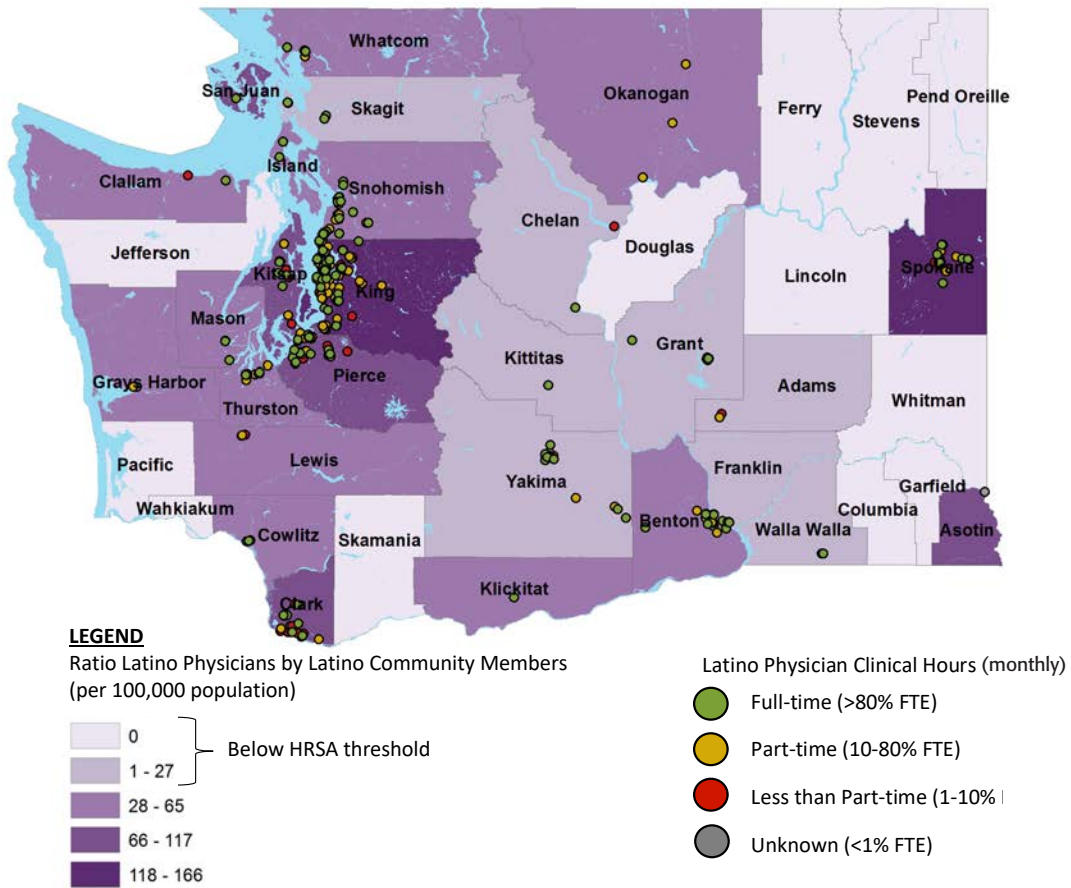 Whatcom
San Juan
Skagit
Okanogan
Ferry
Stevens
Pend Oreille
Island
Clallam
Snohomish
Chelan
Jefferson
Douglas
Kitsap
King
Lincoln
Spokane
Mason
Kittitas
Grant
Grays Harbor
Pierce
Adams
Whitman
Thurston
Pacific
Lewis
Yakima
Franklin
Garfield
Wahkiakum
Columbia
Cowlitz
Skamania
Benton
Walla Walla
Asotin
Klickitat
Clark
LEGEND
Ratio Latino Physicians by Latino Community Members
(per 100,000 population)
0
1 - 27
Below HRSA threshold
28 - 65
66 - 117
118 - 166
Latino Physician Clinical Hours (monthly)
Full-time (>80% FTE)
Part-time (10-80% FTE)
Less than Part-time (1-10%
Unknown (<1% FTE)